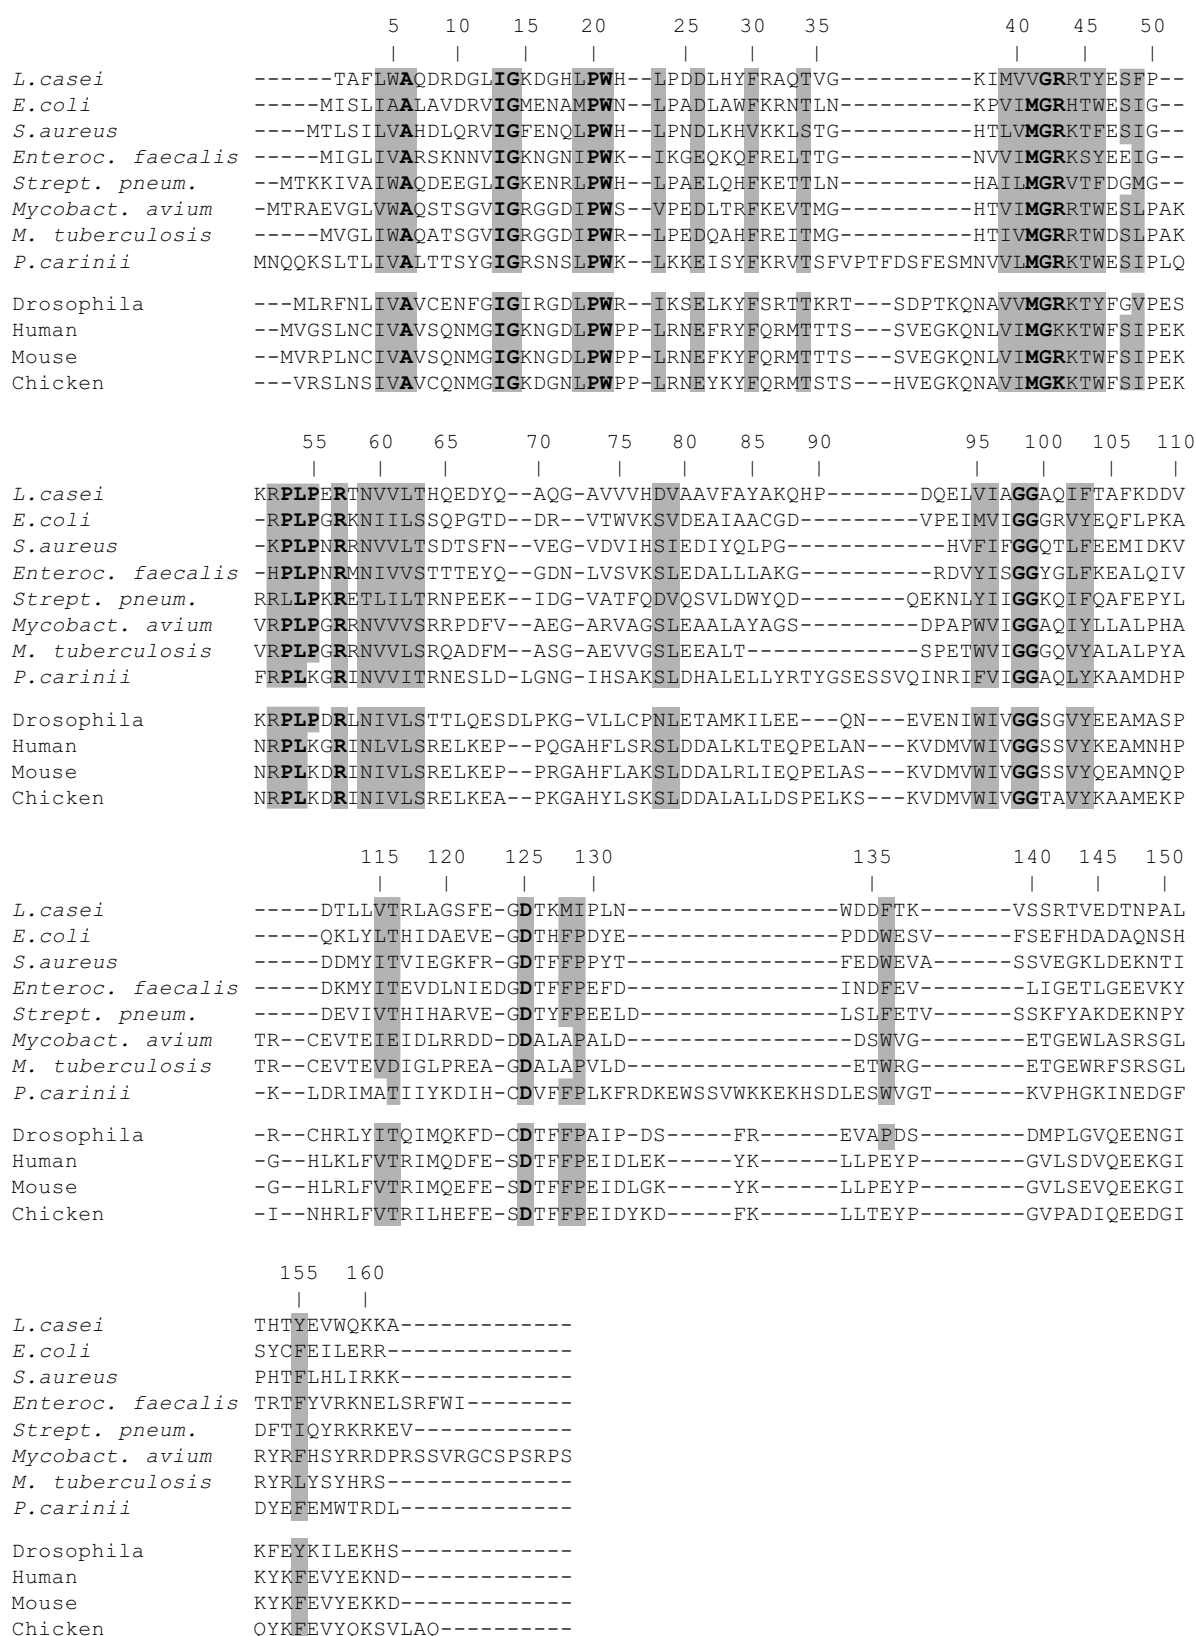 5 10 15 20 25 30 35 40 45 50
| | | | | | | | | |
L.casei ------TAFLWAQDRDGLIGKDGHLPWH-LPDDLHYFRAQTVG----------KIMVVGRRTYESFP--
E.coli -----MISLIAALAVDRVIGMENAMPWN-LPADLAWFKRNTLN----------KPVIMGRHTWESIG--
S.aureus ----MTLSILVAHDLQRVIGFENQLPWH-LPNDLKHVKKLSTG----------HTLVMGRKTFESIG--
Enteroc. faecalis -----MIGLIVARSKNNVIGKNGNIPWK-IKGEQKQFRELTTG----------NVVIMGRKSYEEIG--
Strept. pneum. --MTKKIVAIWAQDEEGLIGKENRLPWH-LPAELQHFKETTLN----------HAILMGRVTFDGMG--
Mycobact. avium -MTRAEVGLVWAQSTSGVIGRGGDIPWS-VPEDLTRFKEVTMG----------HTVIMGRRTWESLPAK
M. tuberculosis -----MVGLIWAQATSGVIGRGGDIPWR-LPEDQAHFREITMG----------HTIVMGRRTWDSLPAK
P.carinii MNQQKSLTLIVALTTSYGIGRSNSLPWK-LKKEISYFKRVTSFVPTFDSFESMNVVLMGRKTWESIPLQ
Drosophila ---MLRFNLIVAVCENFGIGIRGDLPWR-IKSELKYFSRTTKRT---SDPTKQNAVVMGRKTYFGVPES
Human --MVGSLNCIVAVSQNMGIGKNGDLPWPP-LRNEFRYFQRMTTTS---SVEGKQNLVIMGKKTWFSIPEK
Mouse --MVRPLNCIVAVSQNMGIGKNGDLPWPP-LRNEFKYFQRMTTTS---SVEGKQNLVIMGRKTWFSIPEK
Chicken ---VRSLNSIVAVCQNMGIGKDGNLPWPP-LRNEYKYFQRMTSTS---HVEGKQNAVIMGKKTWFSIPEK
55 60 65 70 75 80 85 90 95 100 105 110
| | | | | | | | | | | |
L.casei KRPLPERTNVVLTHQEDYQ--AQG-AVVVHDVAAVFAYAKQHP-------DQELVIAGGAQIFTAFKDDV
E.coli -RPLPGRKNIILSSQPGTD--DR--VTWVKSVDEAIAACGD---------VPEIMVIGGGRVYEQFLPKA
S.aureus -KPLPNRRNVVLTSDTSFN--VEG-VDVIHSIEDIYQLPG-----------HVFIFGGQTLFEEMIDKV
Enteroc. faecalis -HPLPNRMNIVVSTTTEYQ--GDN-LVSVKSLEDALLLAKG----------RDVYISGGYGLFKEALQIV
Strept. pneum. RRLLPKRETLILTRNPEEK--IDG-VATFQDVQSVLDWYQD--------QEKNLYIIGGKQIFQAFEPYL
Mycobact. avium VRPLPGRRNVVVSRRPDFV--AEG-ARVAGSLEAALAYAGS---------DPAPWVIGGAQIYLLALPHA
M. tuberculosis VRPLPGRRNVVLSRQADFM--ASG-AEVVGSLEEALT-----------SPETWVIGGGQVYALALPYA
P.carinii FRPLKGRINVVITRNESLD-LGNG-IHSAKSLDHALELLYRTYGSESSVQINRIFVIGGAQLYKAAMDHP
Drosophila KRPLPDRLNIVLSTTLQESDLPKG-VLLCPNLETAMKILEE---QN---EVENIWIVGGSGVYEEAMASP
Human NRPLKGRINLVLSRELKEP--PQGAHFLSRSLDDALKLTEQPELAN---KVDMVWIVGGSSVYKEAMNHP
Mouse NRPLKDRINIVLSRELKEP--PRGAHFLAKSLDDALRLIEQPELAS---KVDMVWIVGGSSVYQEAMNQP
Chicken NRPLKDRINIVLSRELKEA--PKGAHYLSKSLDDALALLDSPELKS---KVDMVWIVGGTAVYKAAMEKP
115 120 125 130 135 140 145 150
| | | | | | | |
L.casei -----DTLLVTRLAGSFE-GDTKMIPLN----------------WDDFTK-------VSSRTVEDTNPAL
E.coli -----QKLYLTHIDAEVE-GDTHFPDYE----------------PDDWESV------FSEFHDADAQNSH
S.aureus -----DDMYITVIEGKFR-GDTFFPPYT----------------FEDWEVA------SSVEGKLDEKNTI
Enteroc. faecalis -----DKMYITEVDLNIEDGDTFFPEFD----------------INDFEV-------LIGETLGEEVKY
Strept. pneum. -----DEVIVTHIHARVEG-DTYFPEELD---------------LSLFETV------SSKFYAKDEKNPY
Mycobact. avium TR--CEVTEIEIDLRRDD-DDALAPALD-----------------DSWVG-------ETGEWLASRSGL
M. tuberculosis TR--CEVTEVDIGLPREA-GDALAPVLD-----------------ETWRG-------ETGEWRFSRSGL
P.carinii -K--LDRIMATIIYKDIH-CDVFFPLKFRDKEWSSVWKKEKHSDLESWVGT------KVPHGKINEDGF
Drosophila -R--CHRLYITQIMQKFD-CDTFFPAIP-DS-----FR------EVAPDS-------DMPLGVQEENGI
Human -G--HLKLFVTRIMQDFE-SDTFFPEIDLEK-----YK------LLPEYP-------GVLSDVQEEKGI
Mouse -G--HLRLFVTRIMQEFE-SDTFFPEIDLGK-----YK------LLPEYP-------GVLSEVQEEKGI
Chicken -I--NHRLFVTRILHEFE-SDTFFPEIDYKD-----FK------LLTEYP-------GVPADIQEEDGI
155 160
| |
L.casei THTYEVWQKKA-------------
E.coli SYCFEILERR--------------
S.aureus PHTFLHLIRKK-------------
Enteroc. faecalis TRTFYVRKNELSRFWI--------
Strept. pneum. DFTIQYRKRKEV------------
Mycobact. avium RYRFHSYRRDPRSSVRGCSPSRPS
M. tuberculosis RYRLYSYHRS--------------
P.carinii DYEFEMWTRDL-------------
Drosophila KFEYKILEKHS-------------
Human KYKFEVYEKND-------------
Mouse KYKFEVYEKKD-------------
Chicken QYKFEVYQKSVLAQ----------